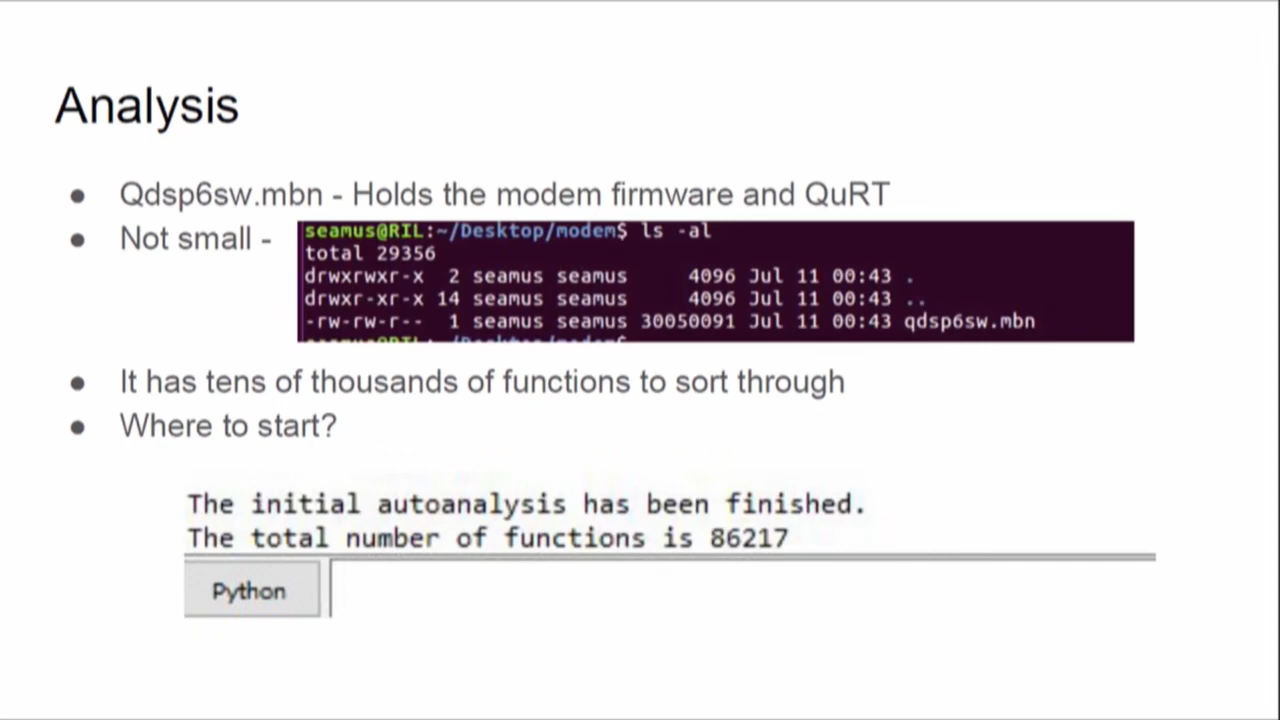 Analysis
● Qdsp6sw.mbn - Holds the modem firmware and QuRT
● Not small -
seamus@RIL:~/Desktop/modem$ ls -al
total 29356
drwxrwxr-x 2 seamus seamus 4096 Jul 11 00:43 .
drwxr-xr-x 14 seamus seamus 4096 Jul 11 00:43 ..
-rw-rw-r-- 1 seamus seamus 30050091 Jul 11 00:43 qdsp6sw.mbn
● It has tens of thousands of functions to sort through
● Where to start?
The initial autoanalysis has been finished.
The total number of functions is 86217
Python